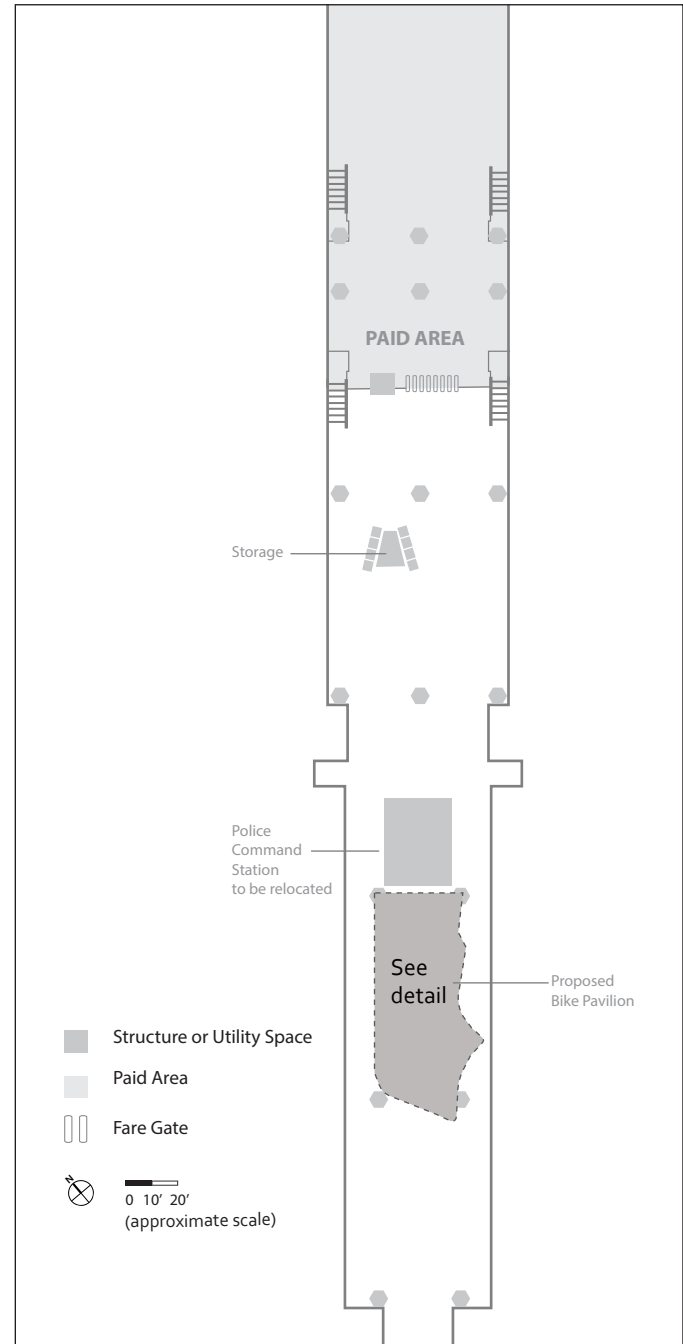 PAID AREA
Storage
Police
Command
Station
to be relocated
See
detail
Proposed
Bike Pavilion
Structure or Utility Space
Paid Area
Fare Gate
N
0 10’ 20’
(approximate scale)